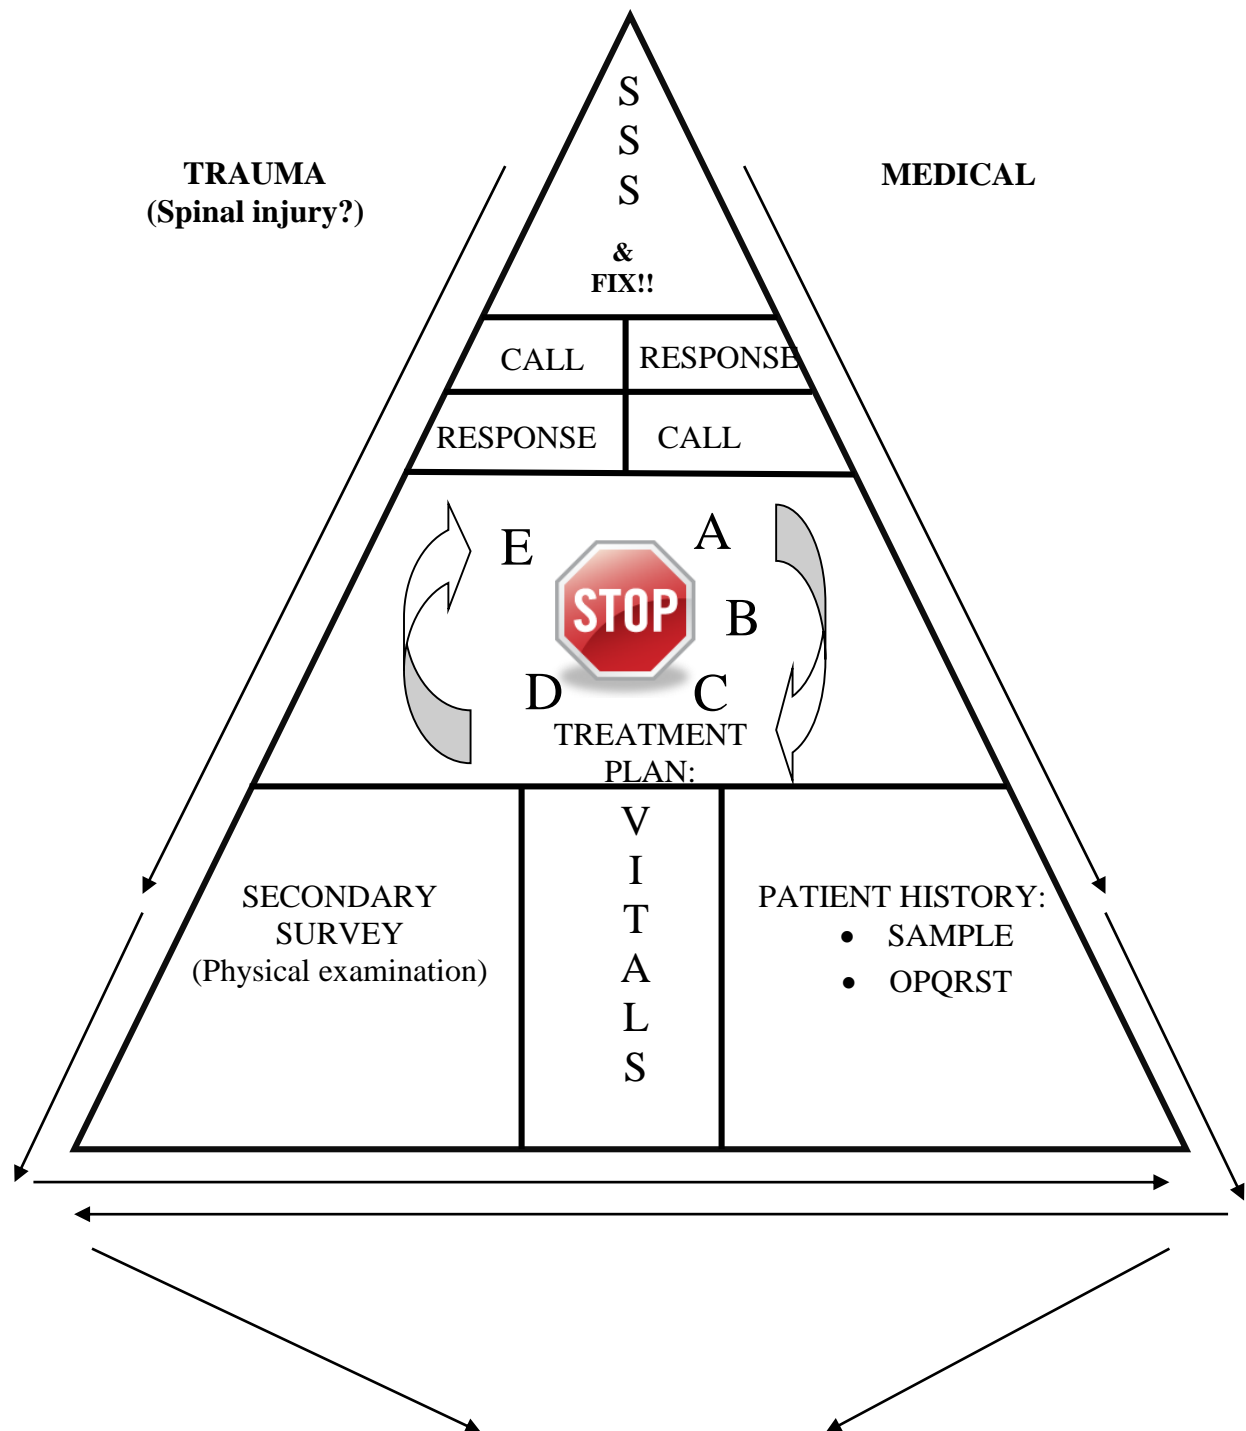 S
S
S
&
FIX!!
TRAUMA
(Spinal injury?)
MEDICAL
CALL
RESPONSE
RESPONSE
CALL
E
A
STOP
B
D
C
TREATMENT
PLAN:
SECONDARY
SURVEY
(Physical examination)
V
I
T
A
L
S
PATIENT HISTORY:
• SAMPLE
• OPQRST